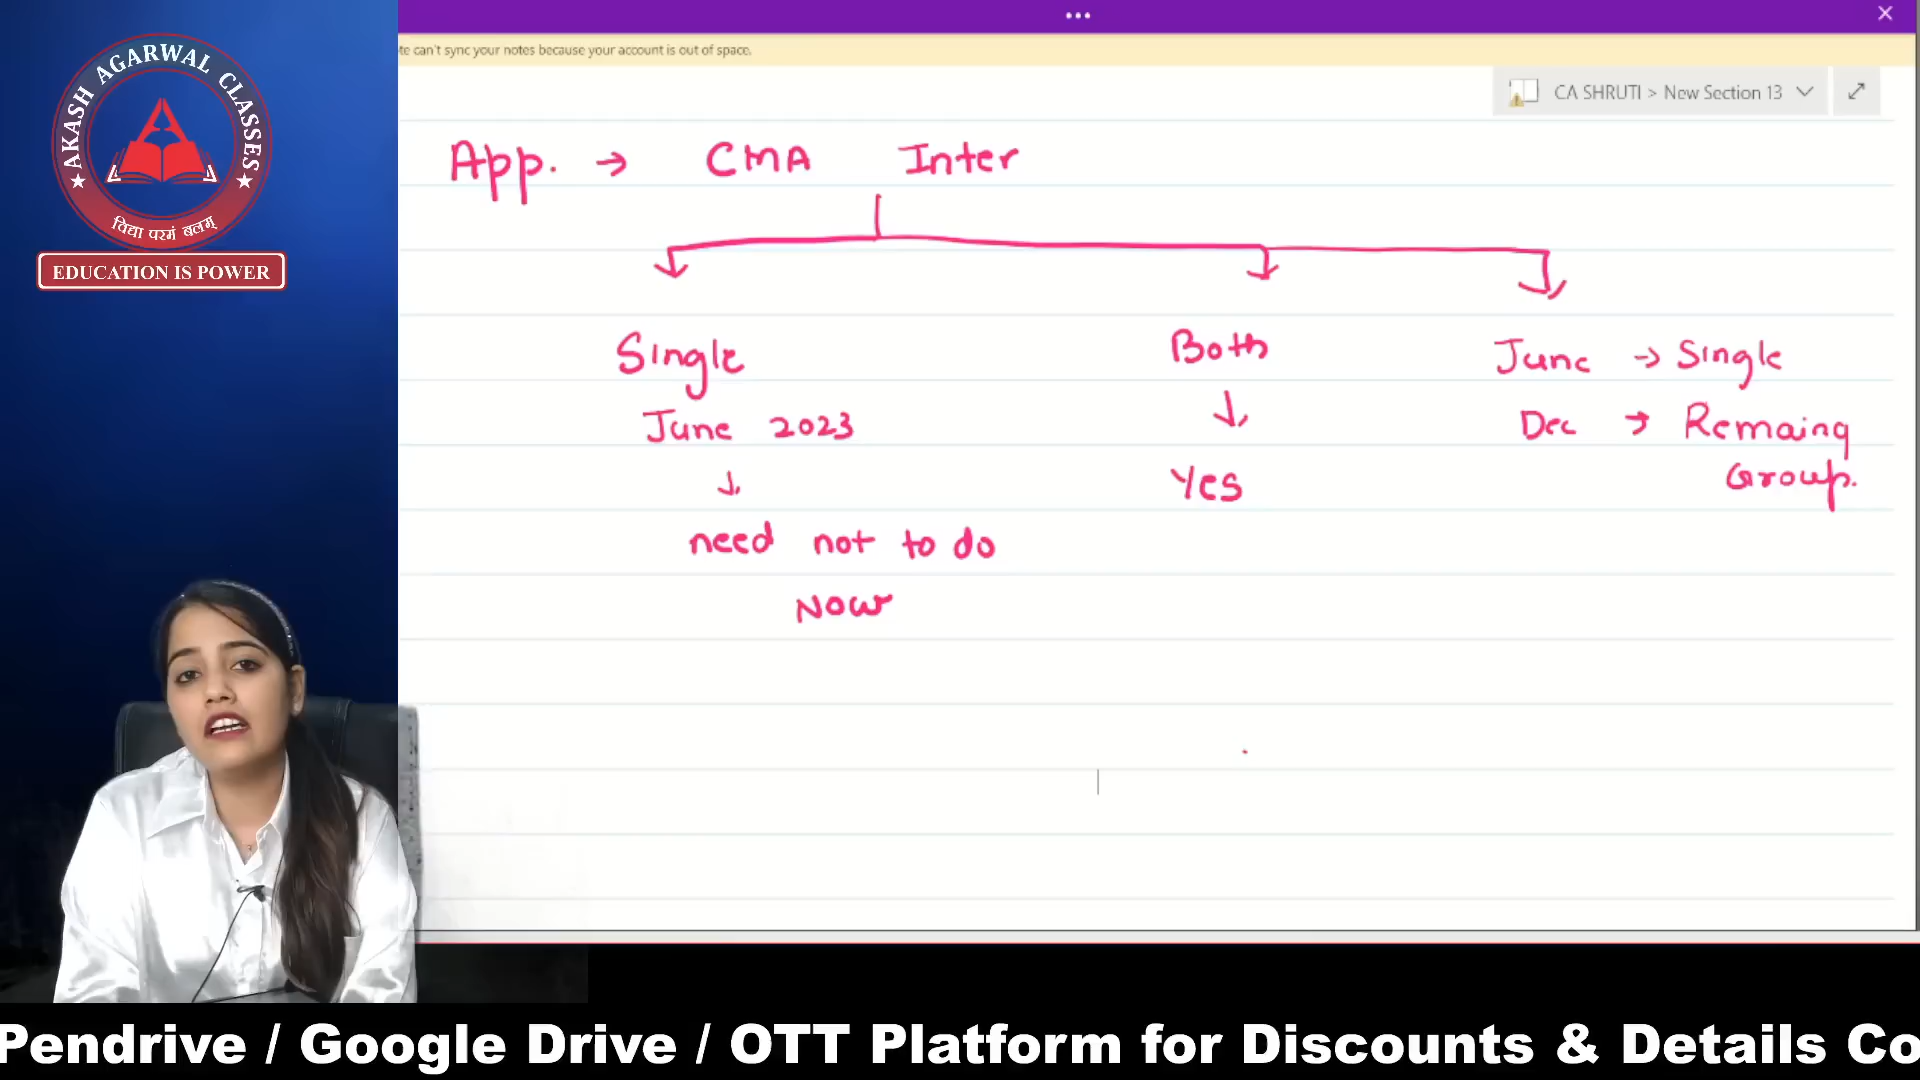 AKASH AGARWAL CLASSES
विद्या परमं बलम्
EDUCATION IS POWER
te can't sync your notes because your account is out of space.
CA SHRUTI > New Section 13
App. → CMA Inter
Single
June 2023
↓
need not to do
Now
Both
↓
Yes
June → Single
Dec → Remaing
Group.
Pendrive / Google Drive / OTT Platform for Discounts & Details Co